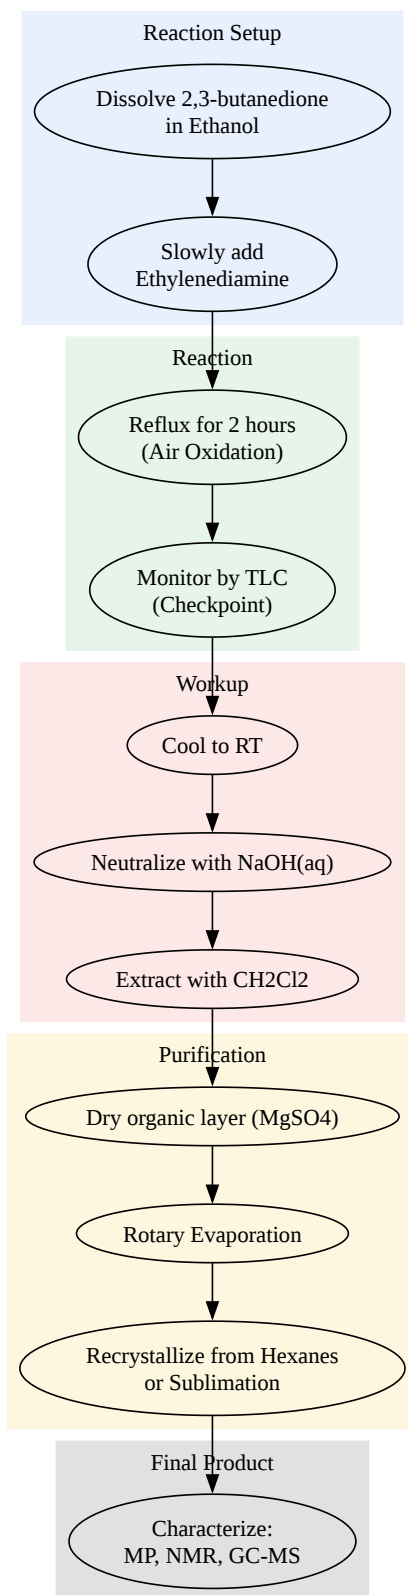 Reaction Setup
Dissolve 2,3-butanedione
in Ethanol
Slowly add
Ethylenediamine
Reaction
Reflux for 2 hours
(Air Oxidation)
Monitor by TLC
(Checkpoint)
Workup
Cool to RT
Neutralize with NaOH(aq)
Extract with CH2Cl2
Purification
Dry organic layer (MgSO4)
Rotary Evaporation
Recrystallize from Hexanes
or Sublimation
Final Product
Characterize:
MP, NMR, GC-MS